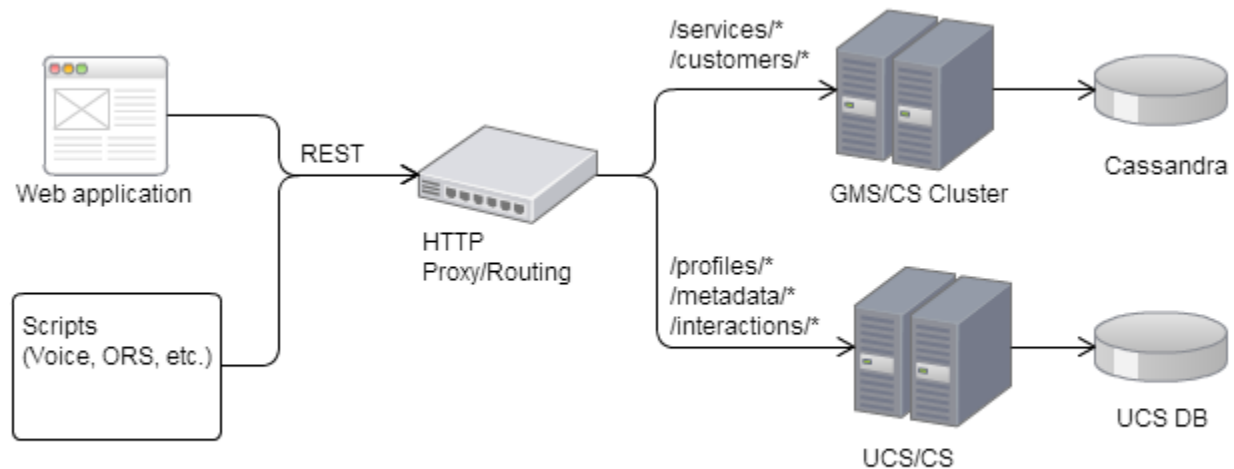 Web application
Scripts
(Voice, ORS, etc.)
REST
HTTP
Proxy/Routing
/services/*
/customers/*
GMS/CS Cluster
Cassandra
/profiles/*
/metadata/*
/interactions/*
UCS/CS
UCS DB